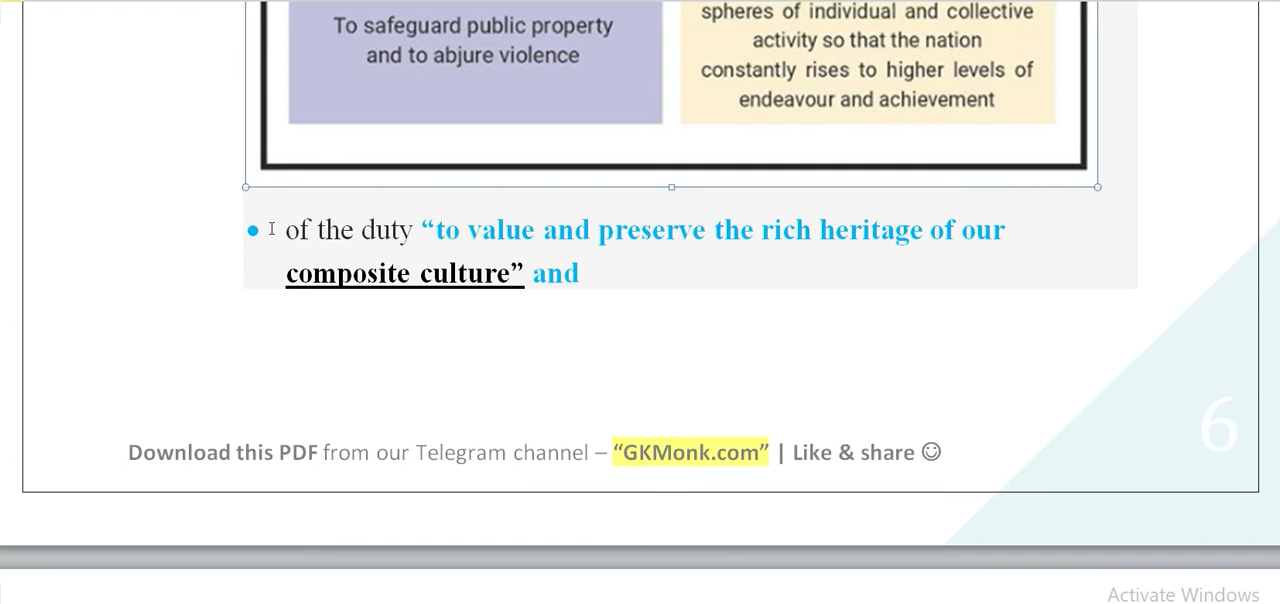 To safeguard public property
and to abjure violence
spheres of individual and collective
activity so that the nation
constantly rises to higher levels of
endeavour and achievement
• of the duty “to value and preserve the rich heritage of our
composite culture” and
6
Download this PDF from our Telegram channel – “GKMonk.com” | Like & share ☺
Activate Windows